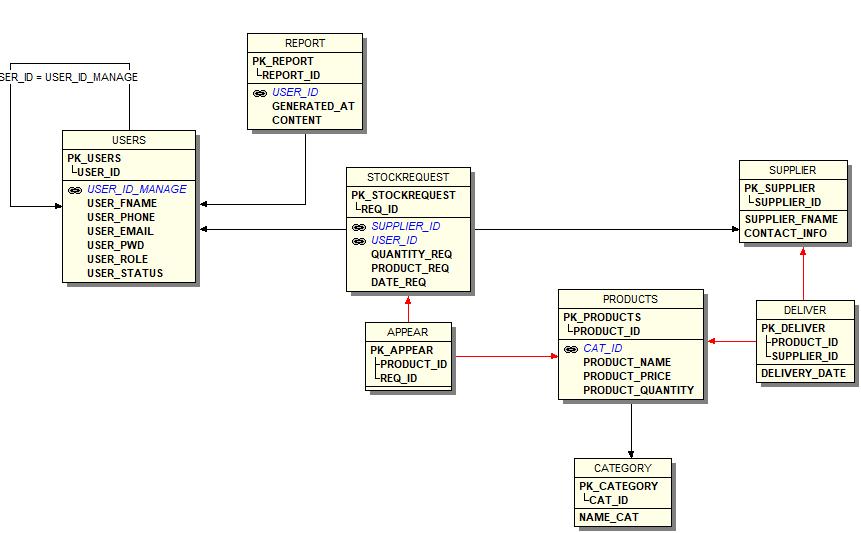 REPORT
PK_REPORT
REPORT_ID
USER_ID
GENERATED_AT
CONTENT
SER_ID = USER_ID_MANAGE
USERS
PK_USERS
USER_ID
USER_ID_MANAGE
USER_FNAME
USER_PHONE
USER_EMAIL
USER_PWD
USER_ROLE
USER_STATUS
STOCKREQUEST
PK_STOCKREQUEST
REQ_ID
SUPPLIER_ID
USER_ID
QUANTITY_REQ
PRODUCT_REQ
DATE_REQ
SUPPLIER
PK_SUPPLIER
SUPPLIER_ID
SUPPLIER_FNAME
CONTACT_INFO
APPEAR
PK_APPEAR
PRODUCT_ID
REQ_ID
PRODUCTS
PK_PRODUCTS
PRODUCT_ID
CAT_ID
PRODUCT_NAME
PRODUCT_PRICE
PRODUCT_QUANTITY
DELIVER
PK_DELIVER
PRODUCT_ID
SUPPLIER_ID
DELIVERY_DATE
CATEGORY
PK_CATEGORY
CAT_ID
NAME_CAT